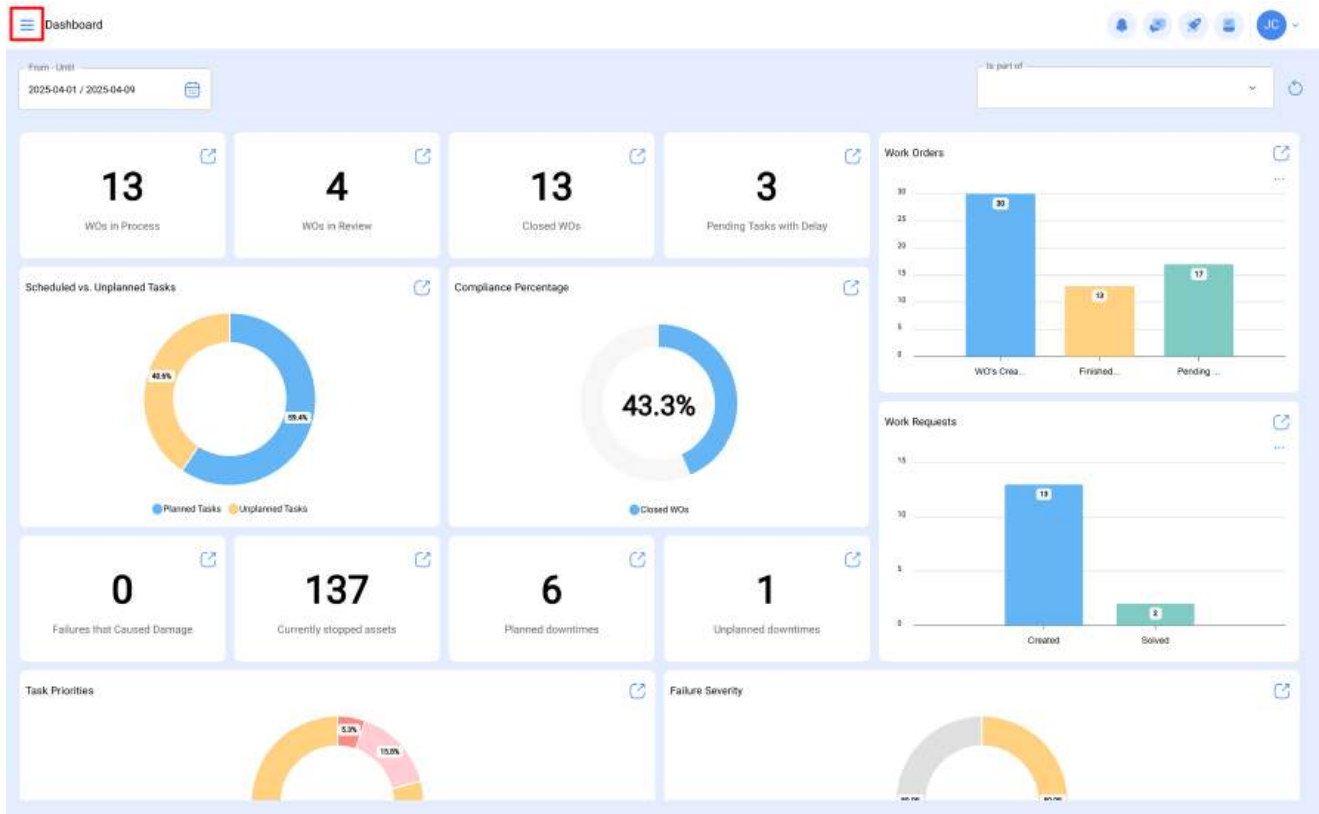 Dashboard
JC
From - Until
2025-04-01 / 2025-04-09
Is part of
13
WOs in Process
4
WOs in Review
13
Closed WOs
3
Pending Tasks with Delay
Work Orders
...
30
25
20
15
10
5
0
30
13
17
WO's Crea...
Finished...
Pending ...
Scheduled vs. Unplanned Tasks
40.6%
59.4%
Planned Tasks
Unplanned Tasks
Compliance Percentage
43.3%
Closed WOs
Work Requests
...
15
10
5
0
13
2
Created
Solved
0
Failures that Caused Damage
137
Currently stopped assets
6
Planned downtimes
1
Unplanned downtimes
Task Priorities
5.3%
15.8%
Failure Severity